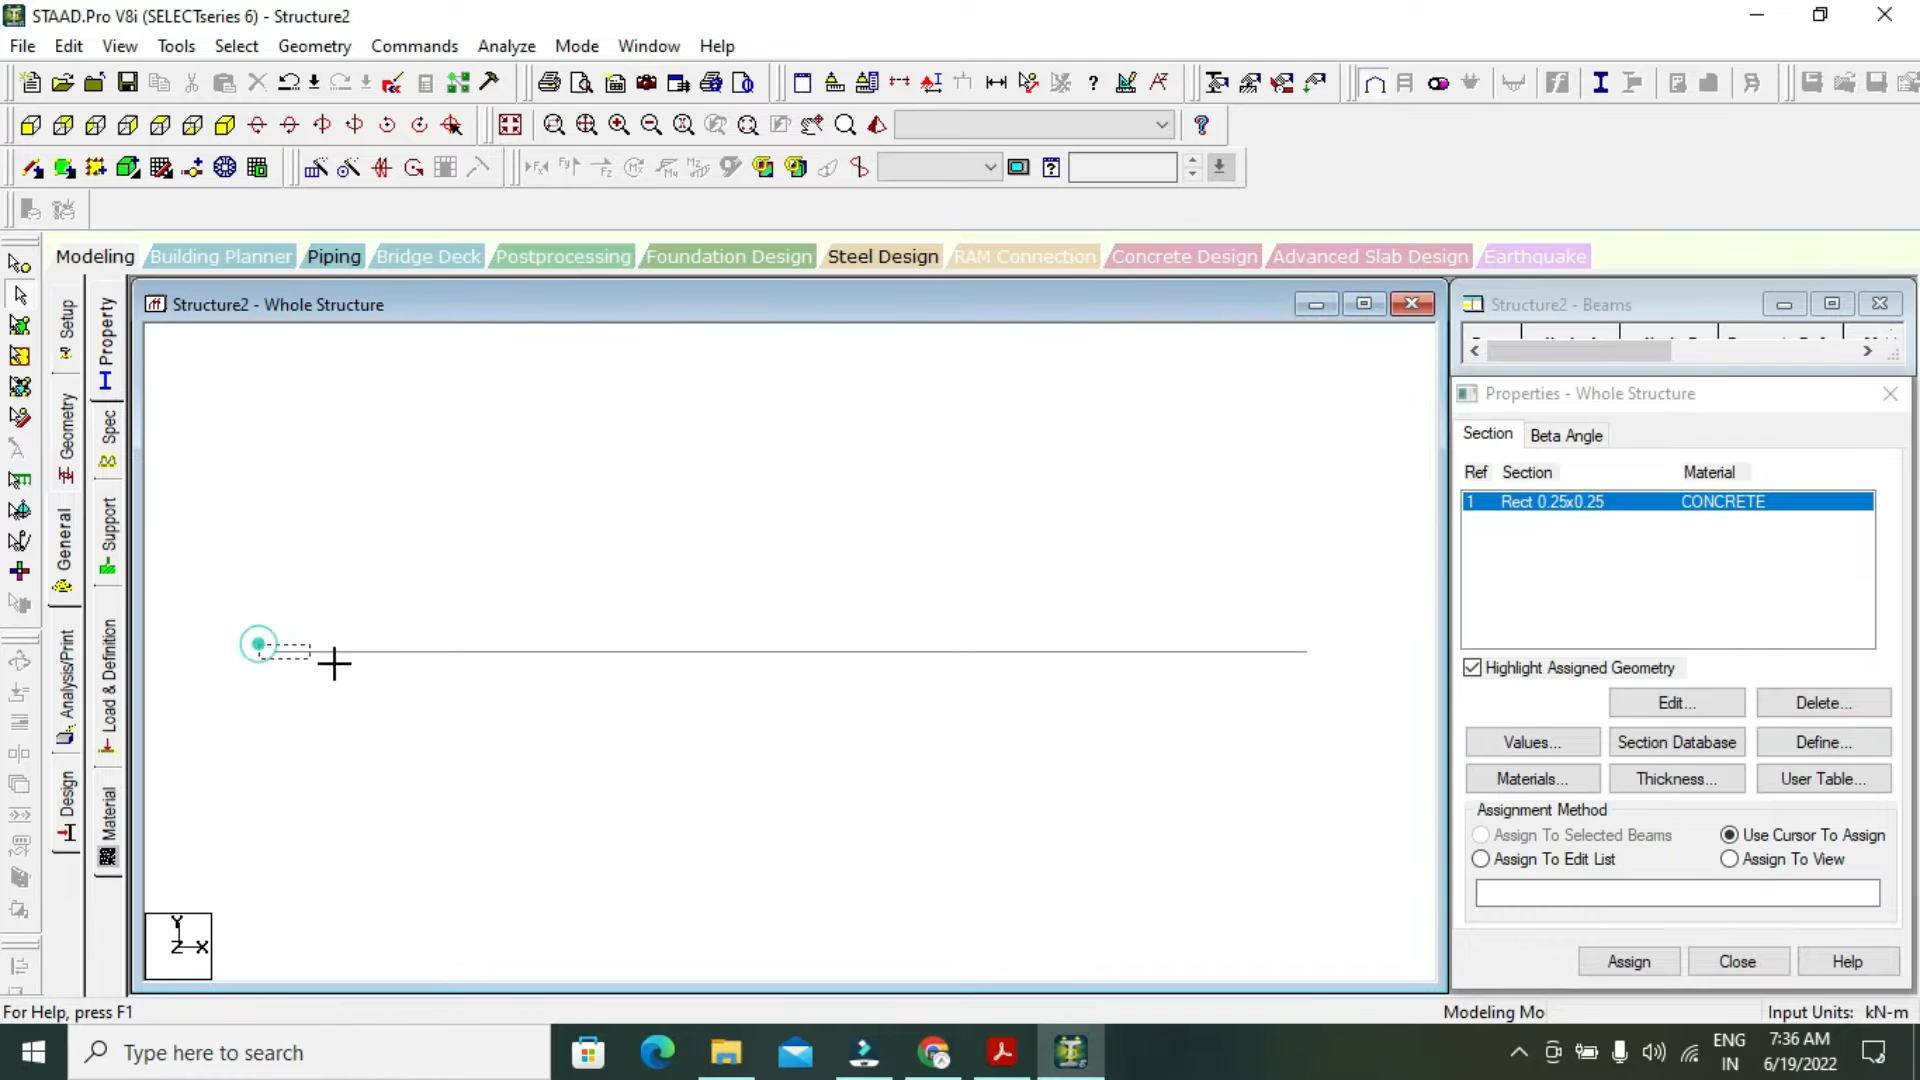 STAAD.Pro V8i (SELECTseries 6) - Structure2
File Edit View Tools Select Geometry Commands Analyze Mode Window Help
Modeling Building Planner Piping Bridge Deck Postprocessing Foundation Design Steel Design RAM Connection Concrete Design Advanced Slab Design Earthquake
Setup
Geometry
General
Analysis/Print
Design
Property
Spec
Support
Load & Definition
Material
Structure2 - Whole Structure
Y
Z X
Structure2 - Beams
Properties - Whole Structure
Section Beta Angle
Ref Section Material
1 Rect 0.25x0.25 CONCRETE
Highlight Assigned Geometry
Edit... Delete...
Values... Section Database Define...
Materials... Thickness... User Table...
Assignment Method
Assign To Selected Beams Use Cursor To Assign
Assign To Edit List Assign To View
Assign Close Help
For Help, press F1 Modeling Mo Input Units: kN-m
Type here to search
ENG
IN
7:36 AM
6/19/2022